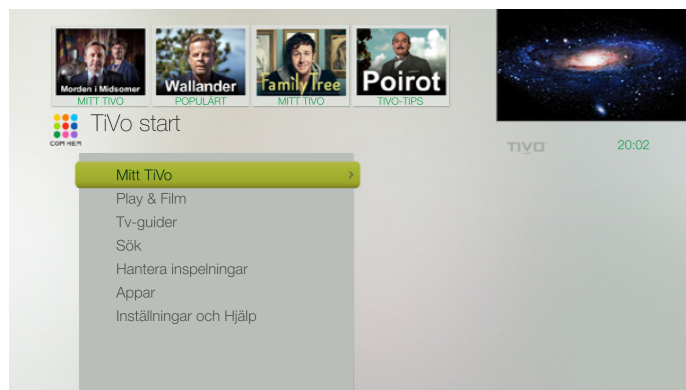 Morden i Midsomer
Wallander
Family Tree
Poirot
MITT TIVO
POPULÄRT
MITT TIVO
TIVO-TIPS
COM HEM
TiVo start
TIVO
20:02
Mitt TiVo
Play & Film
Tv-guider
Sök
Hantera inspelningar
Appar
Inställningar och Hjälp